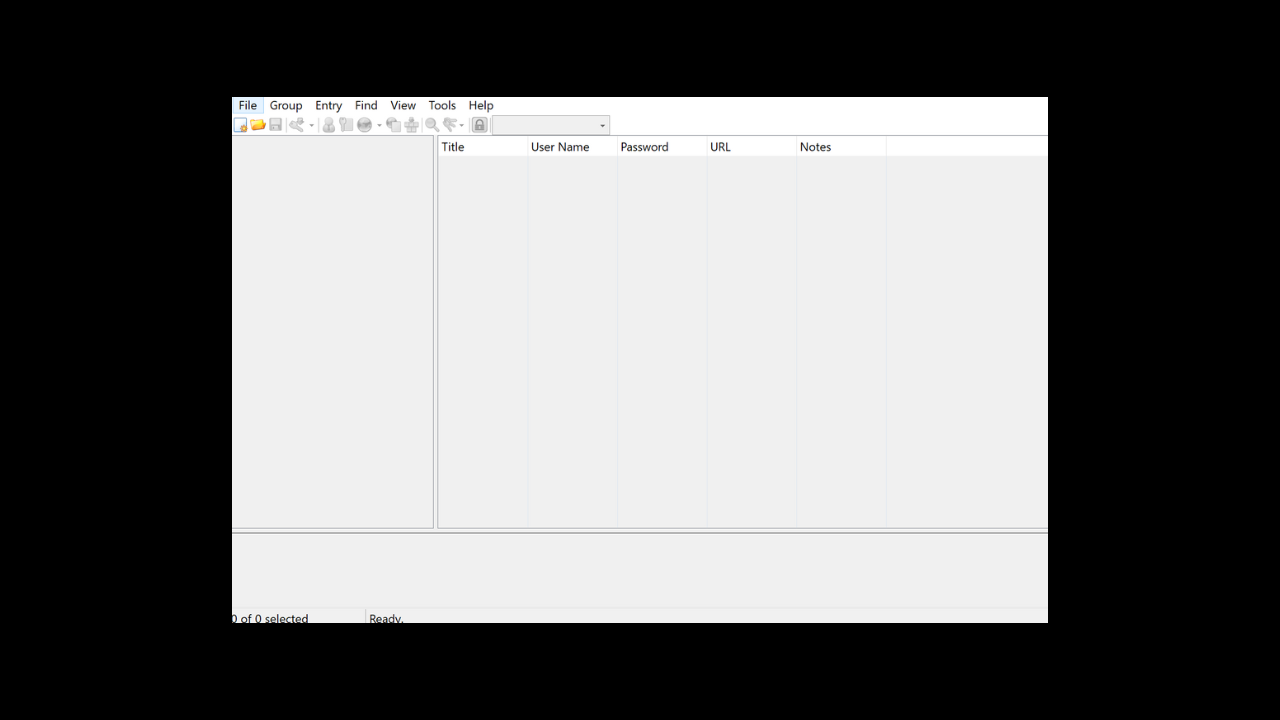 File Group Entry Find View Tools Help
Title User Name Password URL Notes
0 of 0 selected Ready.